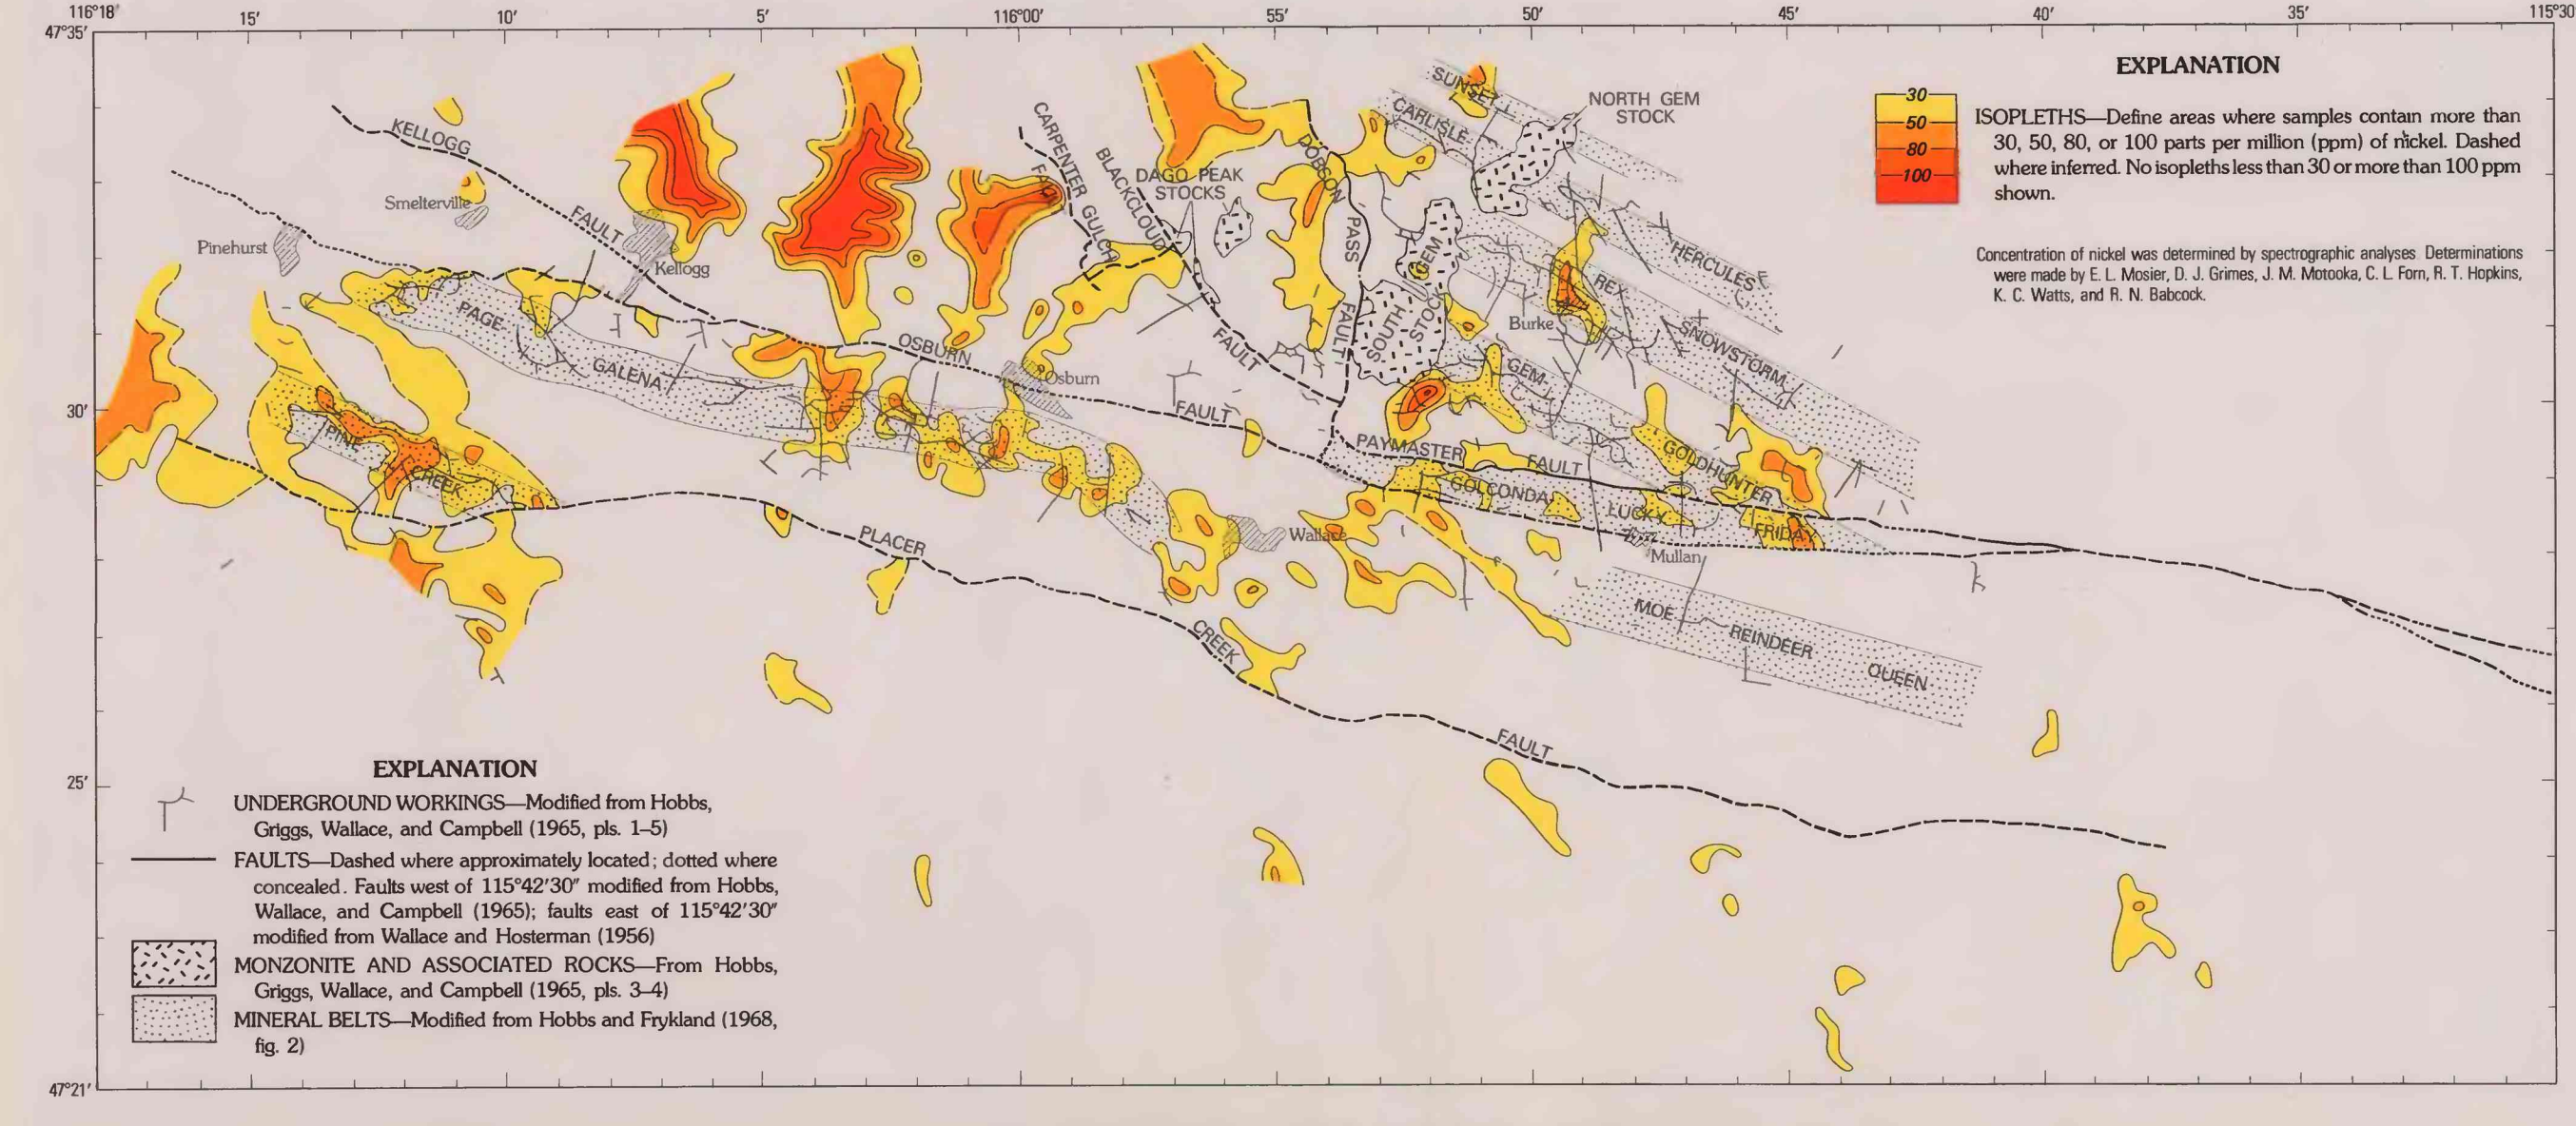 116°18′ 15′ 10′ 5′ 116°00′ 55′ 50′ 45′ 40′ 35′ 115°30
47°35′
EXPLANATION
30
50
80
100
ISOPLETHS—Define areas where samples contain more than
30, 50, 80, or 100 parts per million (ppm) of nickel. Dashed
where inferred. No isopleths less than 30 or more than 100 ppm
shown.
Concentration of nickel was determined by spectrographic analyses. Determinations
were made by E. L. Mosier, D. J. Grimes, J. M. Motooka, C. L. Forn, R. T. Hopkins,
K. C. Watts, and R. N. Babcock.
SUNSET
CARLISLE
NORTH GEM
STOCK
KELLOGG
FAULT
CARPENTER GULCH
FAULT
BLACKCLOUD
FAULT
DAGO PEAK
STOCKS
DOBSON
PASS
FAULT
GEM
STOCK
SOUTH
HERCULES
REX
SNOWSTORM
Smelterville
Pinehurst
Kellogg
Burke
PAGE
GALENA
OSBURN
FAULT
Osburn
GEM
30′
PINE
CREEK
PAYMASTER
FAULT
GOLDHUNTER
GOLCONDA
LUCKY
FRIDAY
PLACER
CREEK
FAULT
Wallace
Mullan
MOE
REINDEER
QUEEN
25′
EXPLANATION
UNDERGROUND WORKINGS—Modified from Hobbs,
Griggs, Wallace, and Campbell (1965, pls. 1–5)
FAULTS—Dashed where approximately located; dotted where
concealed. Faults west of 115°42′30″ modified from Hobbs,
Wallace, and Campbell (1965); faults east of 115°42′30″
modified from Wallace and Hosterman (1956)
MONZONITE AND ASSOCIATED ROCKS—From Hobbs,
Griggs, Wallace, and Campbell (1965, pls. 3–4)
MINERAL BELTS—Modified from Hobbs and Frykland (1968,
fig. 2)
47°21′